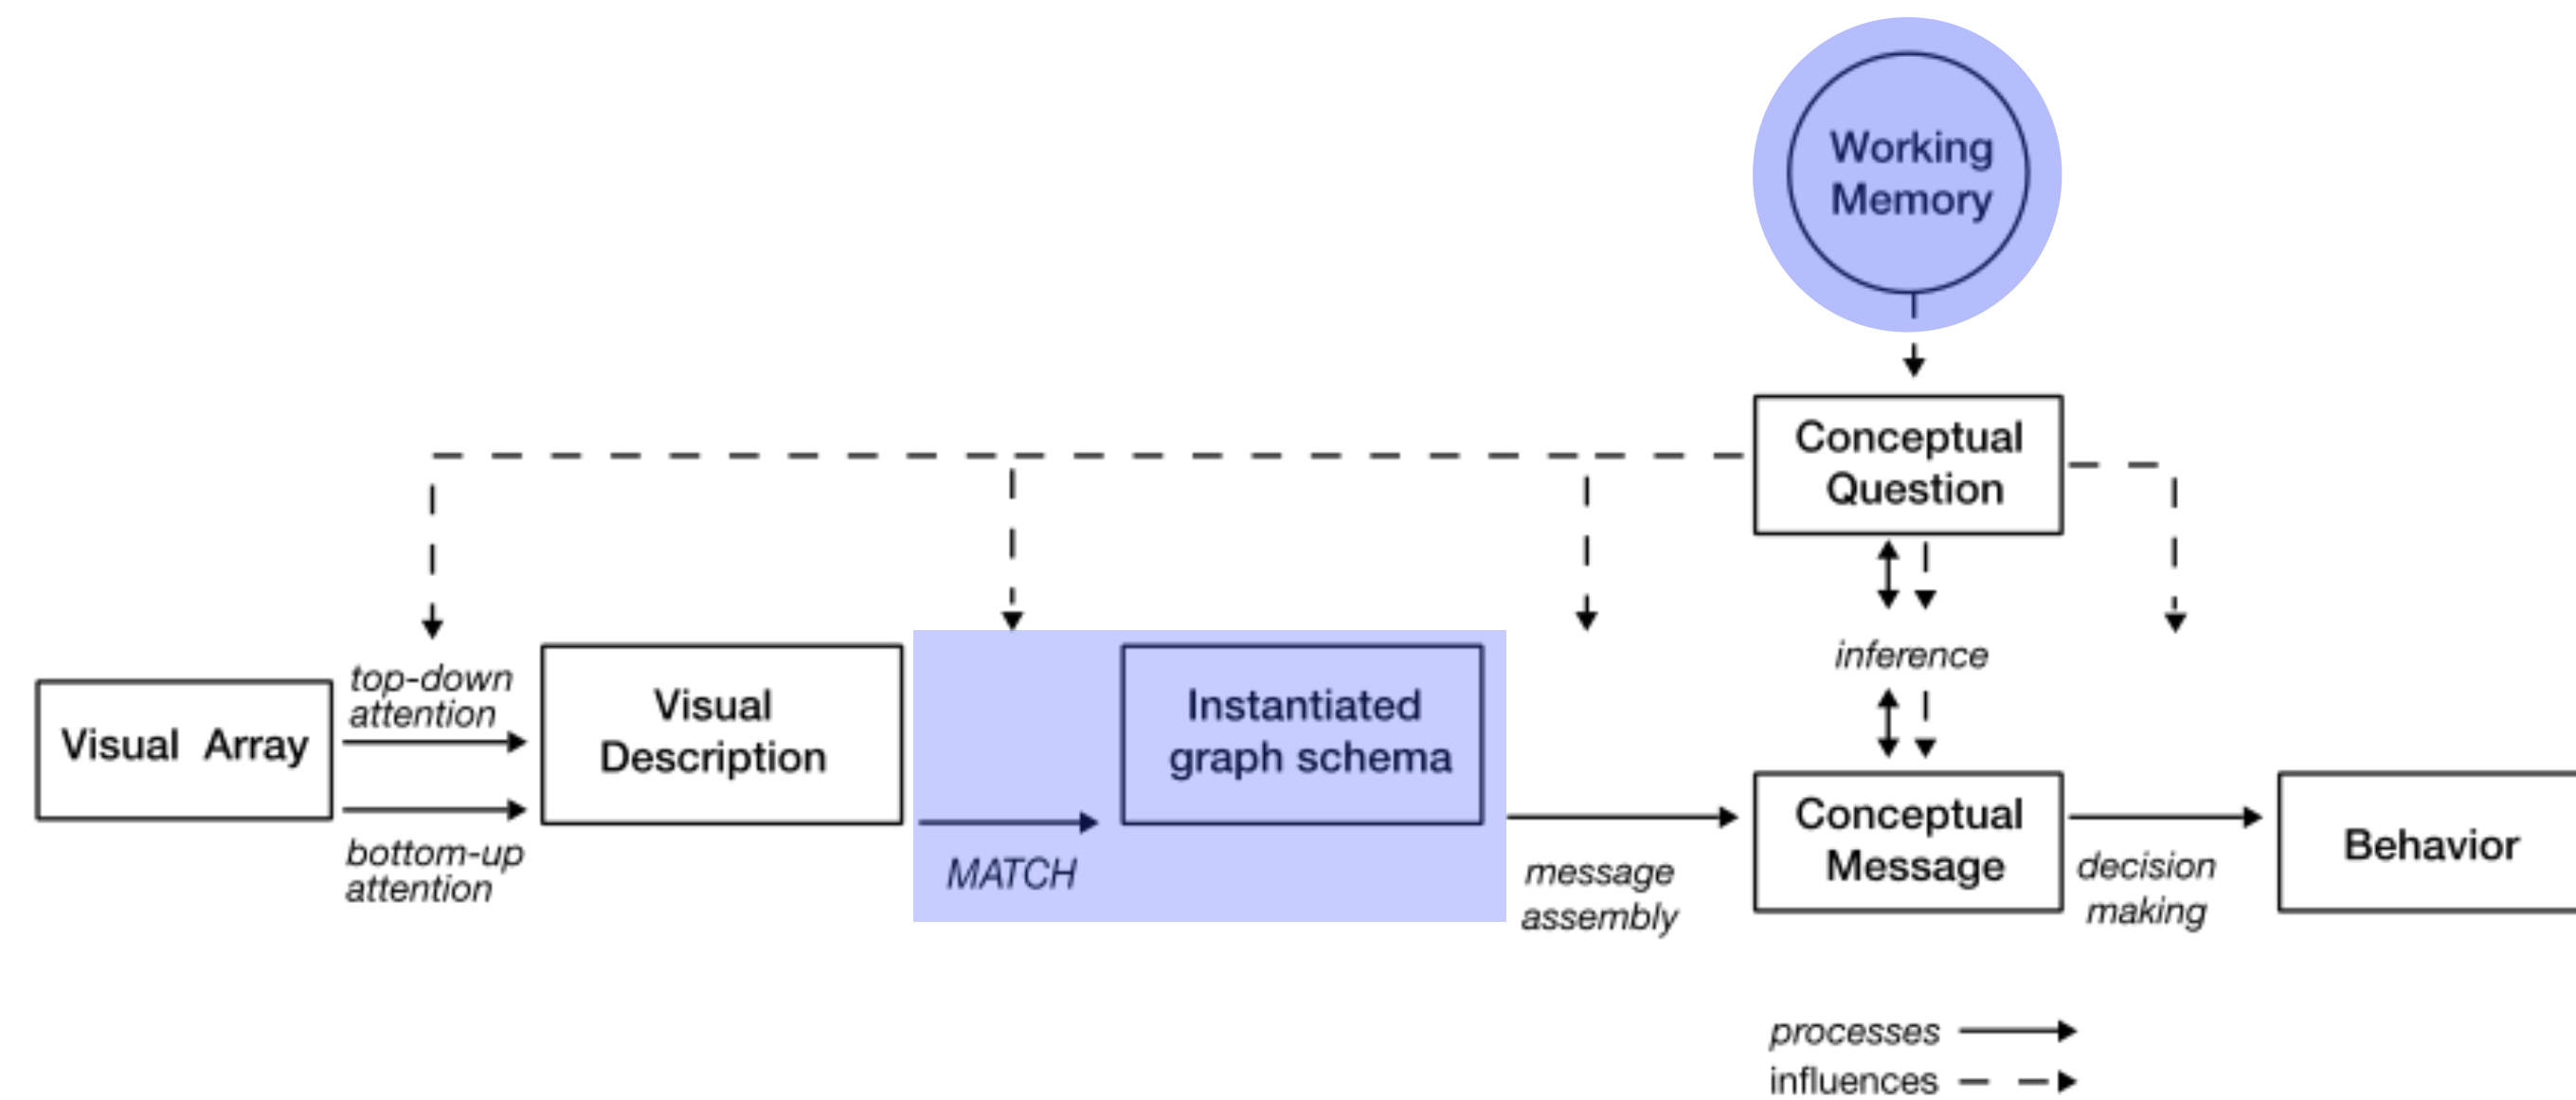 Working
Memory
Conceptual
Question
inference
Visual Array
top-down
attention
bottom-up
attention
Visual
Description
MATCH
Instantiated
graph schema
message
assembly
Conceptual
Message
decision
making
Behavior
processes
influences